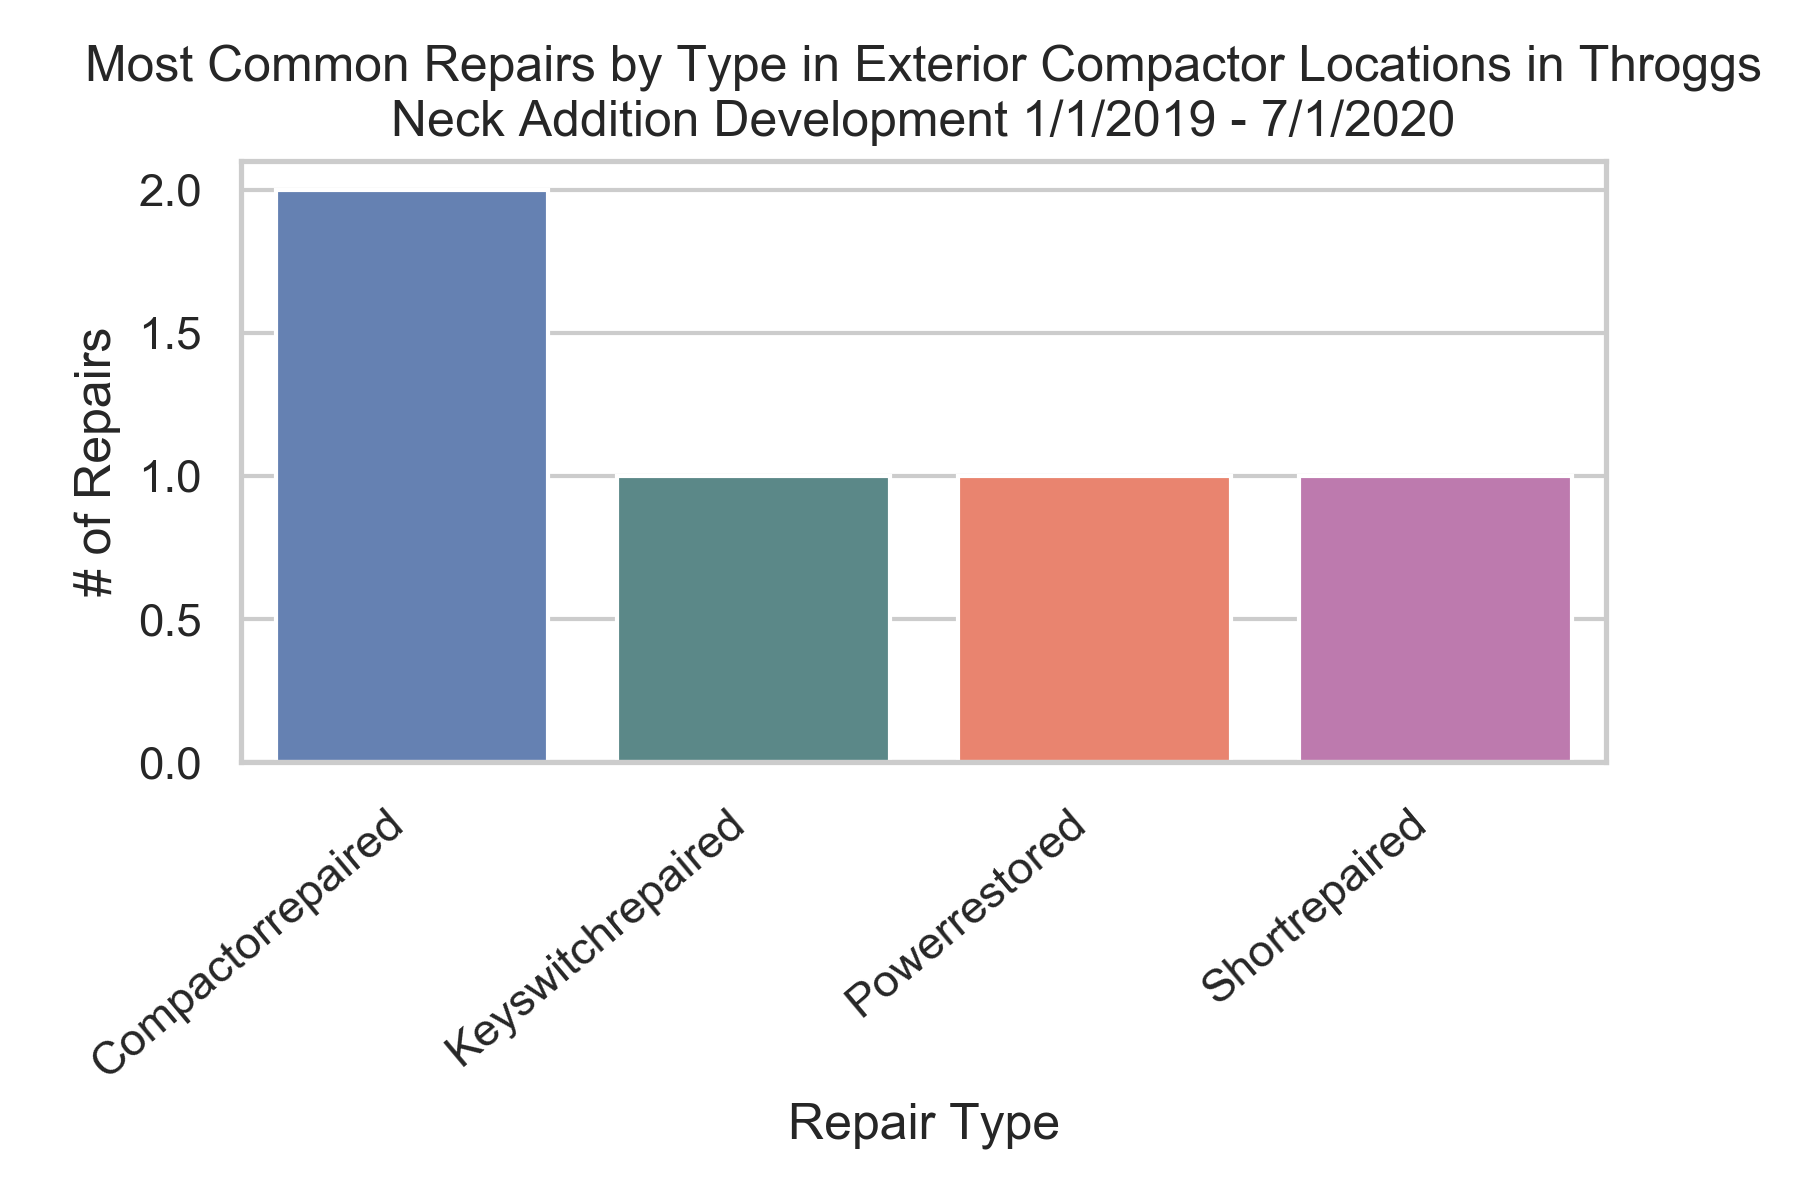 Most Common Repairs by Type in Exterior Compactor Locations in Throggs
Neck Addition Development 1/1/2019 - 7/1/2020
# of Repairs
2.0
1.5
1.0
0.5
0.0
Compactorrepaired
Keyswitchrepaired
Powerrestored
Shortrepaired
Repair Type